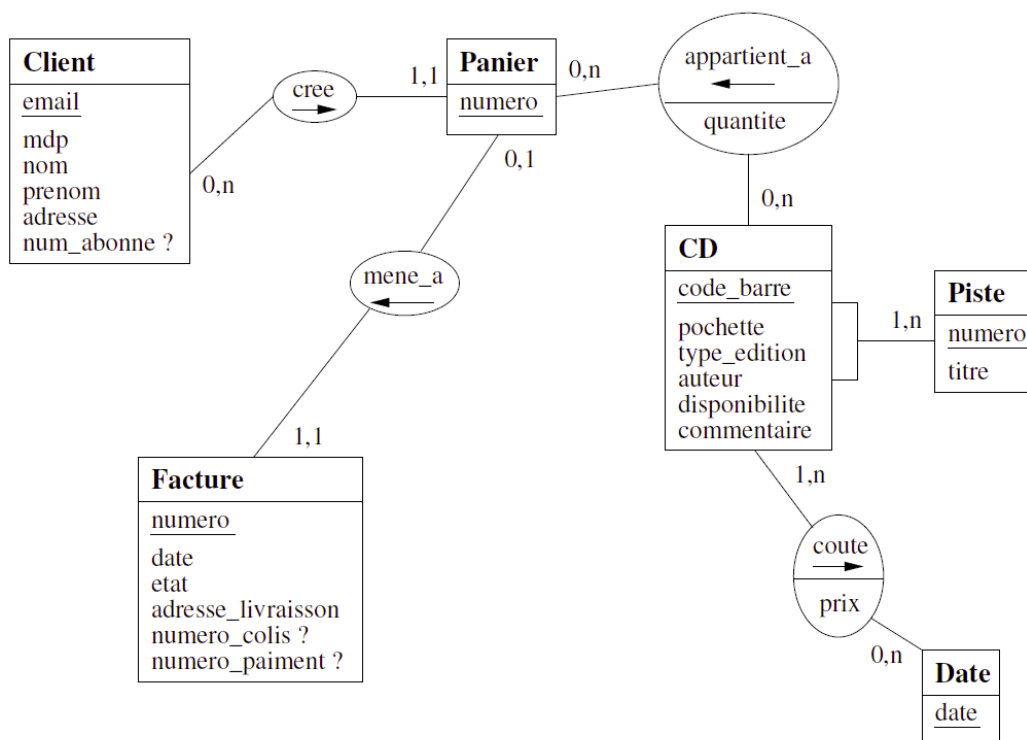 Client
email
mdp
nom
prenom
adresse
num_abonne ?
0,n
cree
1,1
Panier
numero
0,n
appartient_a
quantite
0,n
0,1
mene_a
1,1
Facture
numero
date
etat
adresse_livraisson
numero_colis ?
numero_paiment ?
CD
code_barre
pochette
type_edition
auteur
disponibilite
commentaire
1,n
Piste
numero
titre
1,n
coute
prix
0,n
Date
date